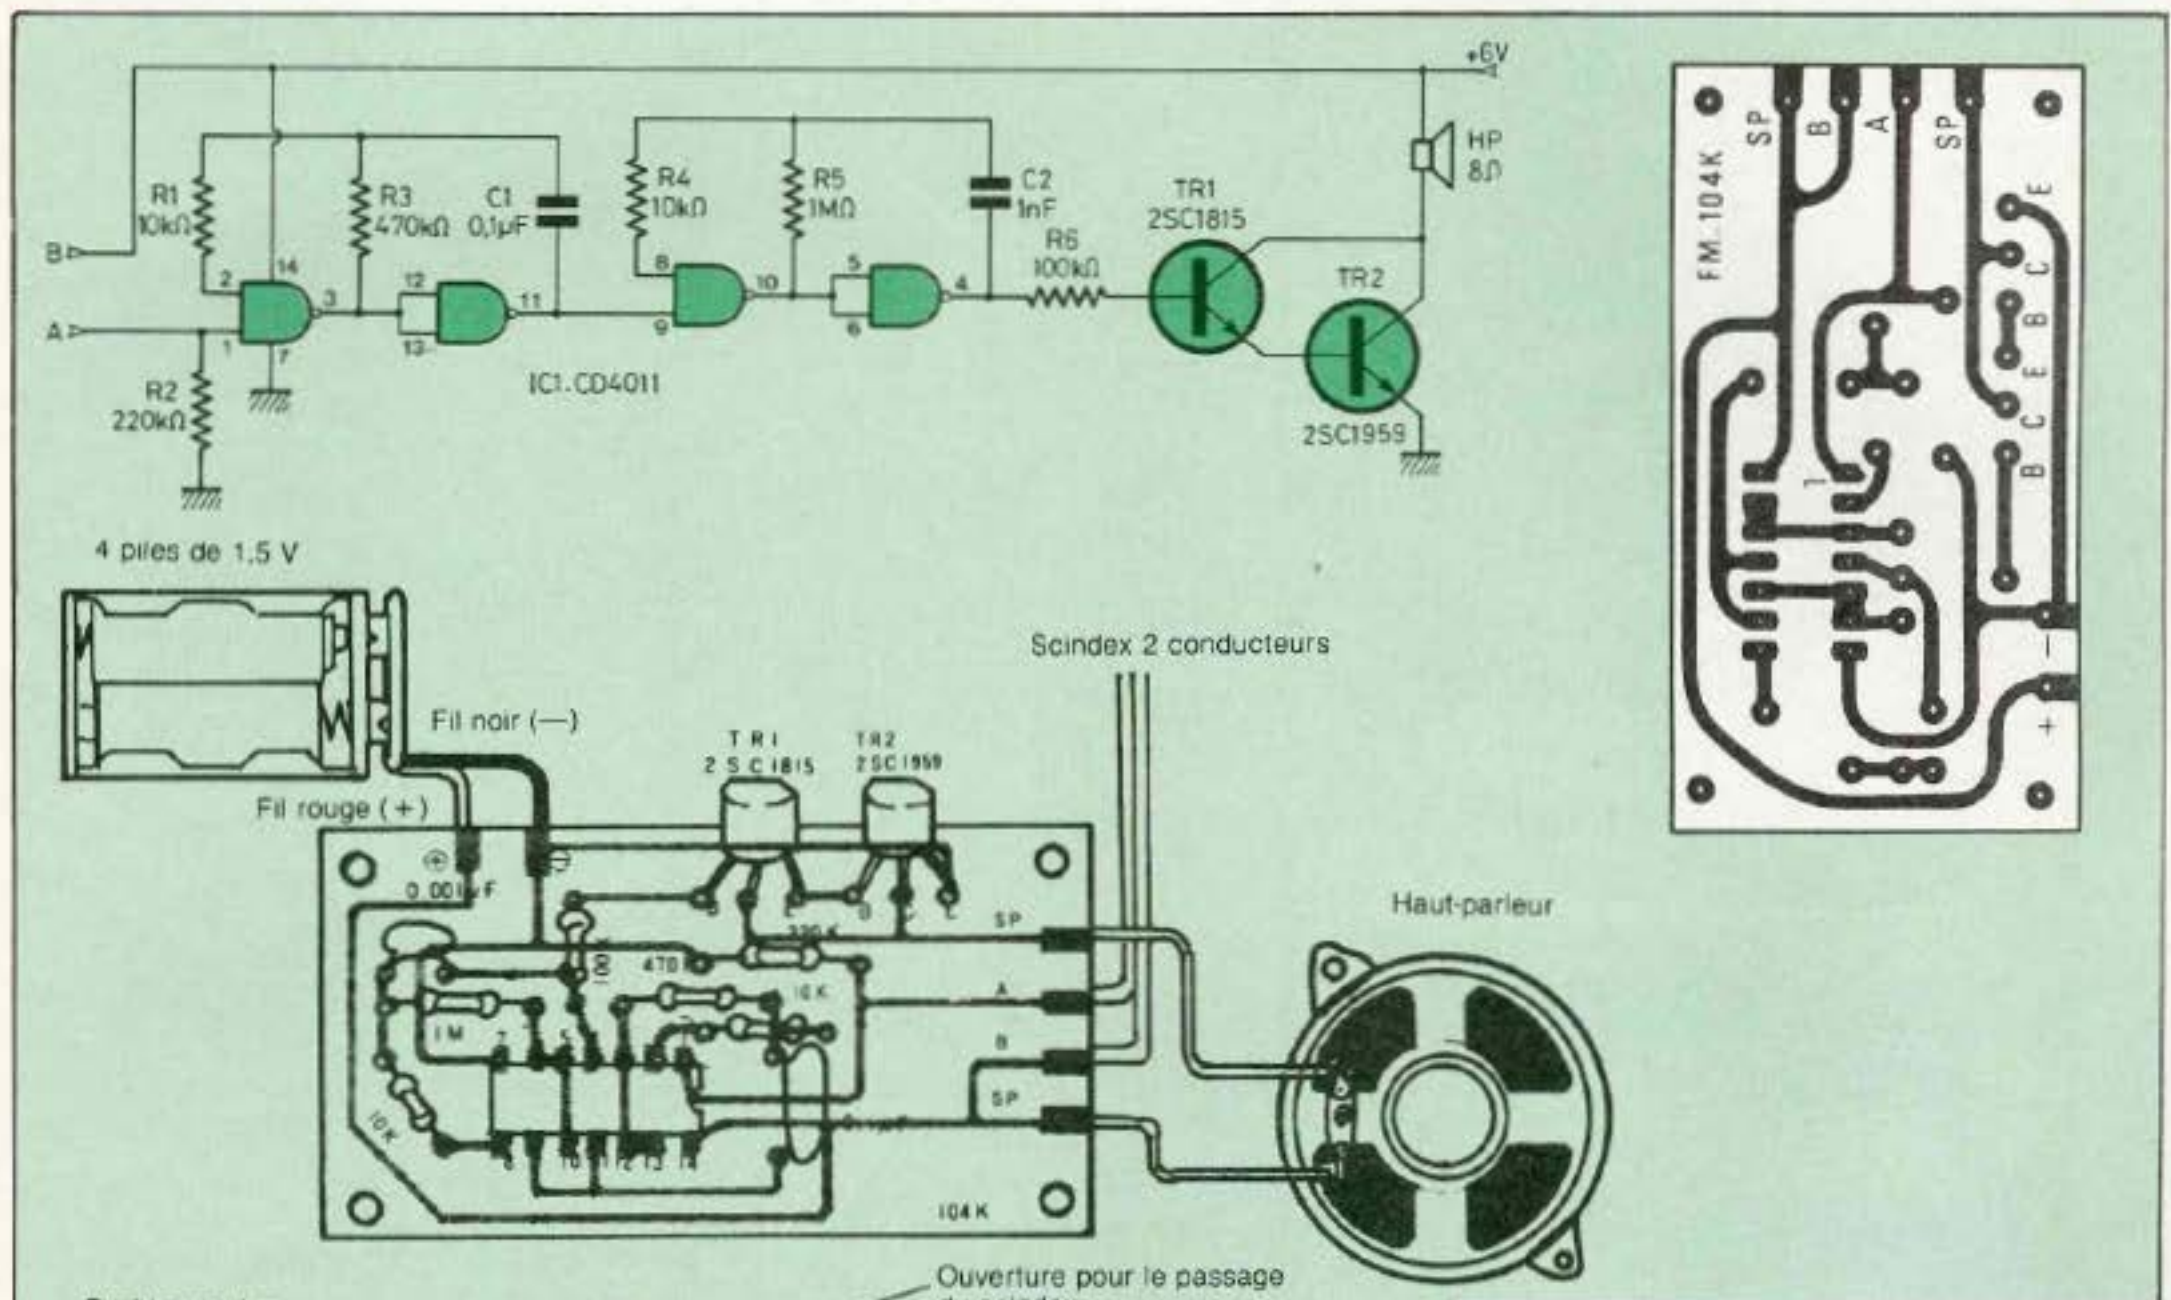 +6V
HP
8Ω
R1
10kΩ
R3
470kΩ
C1
0,1µF
R4
10kΩ
R5
1MΩ
C2
1nF
R6
100kΩ
TR1
2SC1815
TR2
2SC1959
B
A
2
14
3
1
7
12
13
11
8
9
10
5
6
4
R2
220kΩ
IC1.CD4011
FM_104K
SP
B
A
SP
E
C
B
E
C
B
1
−
+
4 piles de 1,5 V
Fil noir (—)
Fil rouge (+)
Scindex 2 conducteurs
TR1
2SC1815
TR2
2SC1959
0.001µF
100K
1M
10K
10K
SP
A
B
SP
104K
Haut-parleur
Ouverture pour le passage